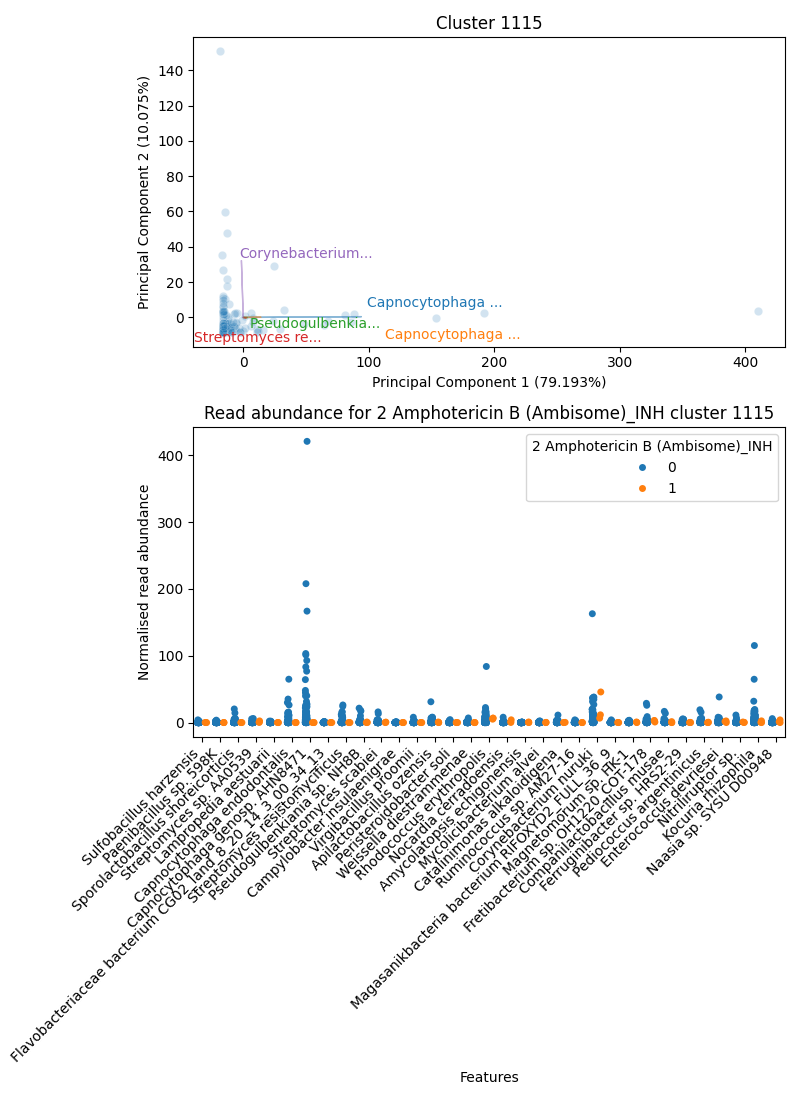 Cluster 1115
Principal Component 2 (10.075%)
140
120
100
80
60
40
20
0
Corynebacterium...
Capnocytophaga ...
Pseudogulbenkia...
Streptomyces re...
Capnocytophaga ...
0 100 200 300 400
Principal Component 1 (79.193%)
Read abundance for 2 Amphotericin B (Ambisome)_INH cluster 1115
Normalised read abundance
400
300
200
100
0
2 Amphotericin B (Ambisome)_INH
0
1
Sulfobacillus harzensis
Paenibacillus sp. 598K
Sporolactobacillus shoreicorticis
Streptomyces sp. AA0539
Lampropedia aestuarii
Capnocytophaga endodontalis
Capnocytophaga genosp. AHN8471
Flavobacteriaceae bacterium CG02_land_8_20_14_3_00_34_13
Streptomyces resistomycificus
Pseudogulbenkiania sp. NH8B
Streptomyces scabiei
Campylobacter insulaenigrae
Virgibacillus proomii
Apilactobacillus ozensis
Peristeroidobacter soli
Weissella diestrammenae
Rhodococcus erythropolis
Nocardia cerradoensis
Amycolatopsis echigonensis
Mycolicibacterium alvei
Catalinimonas alkaloidigena
Ruminococcus sp. AM27-16
Corynebacterium nuruki
Magasanikbacteria bacterium RIFOXYD2_FULL_36_9
Magnetovibrium sp. HK-1
Fretibacterium sp. OH1220_COT-178
Companilactobacillus musae
Ferruginibacter sp. HRS2-29
Pediococcus argentinicus
Enterococcus devriesei
Nitriliruptor sp.
Kocuria rhizophila
Naasia sp. SYSU D00948
Features